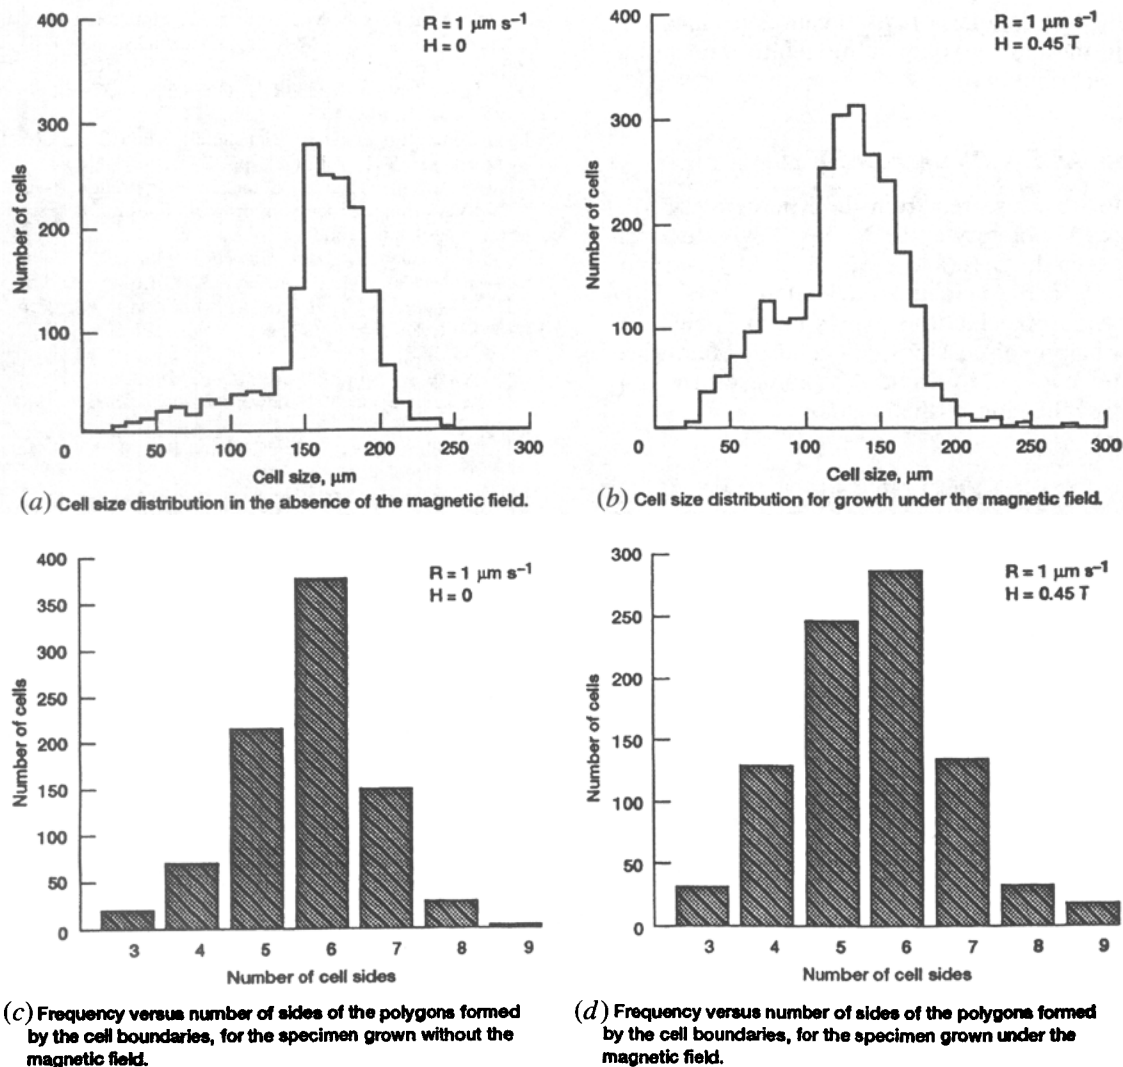 400
300
200
100
0
50
100
150
200
250
300
Number of cells
Cell size, µm
R = 1 µm s⁻¹
H = 0
(a) Cell size distribution in the absence of the magnetic field.
400
300
200
100
0
50
100
150
200
250
300
Number of cells
Cell size, µm
R = 1 µm s⁻¹
H = 0.45 T
(b) Cell size distribution for growth under the magnetic field.
400
350
300
250
200
150
100
50
0
3
4
5
6
7
8
9
Number of cells
Number of cell sides
R = 1 µm s⁻¹
H = 0
(c) Frequency versus number of sides of the polygons formed
by the cell boundaries, for the specimen grown without the
magnetic field.
300
250
200
150
100
50
0
3
4
5
6
7
8
9
Number of cells
Number of cell sides
R = 1 µm s⁻¹
H = 0.45 T
(d) Frequency versus number of sides of the polygons formed
by the cell boundaries, for the specimen grown under the
magnetic field.